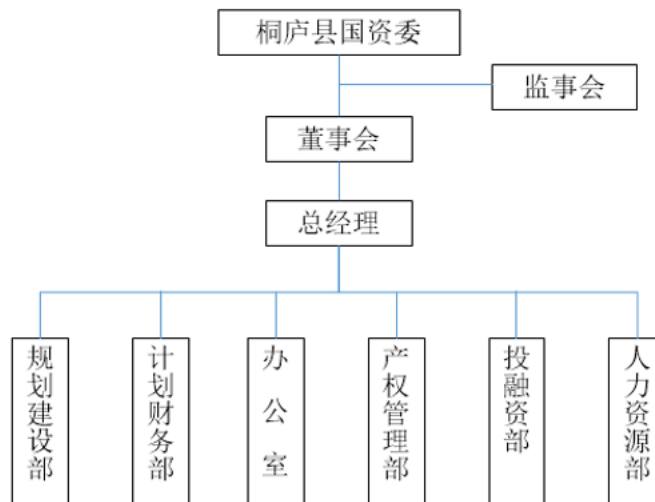 桐庐县国资委
监事会
董事会
总经理
规划建设部
计划财务部
办公室
产权管理部
投融资部
人力资源部